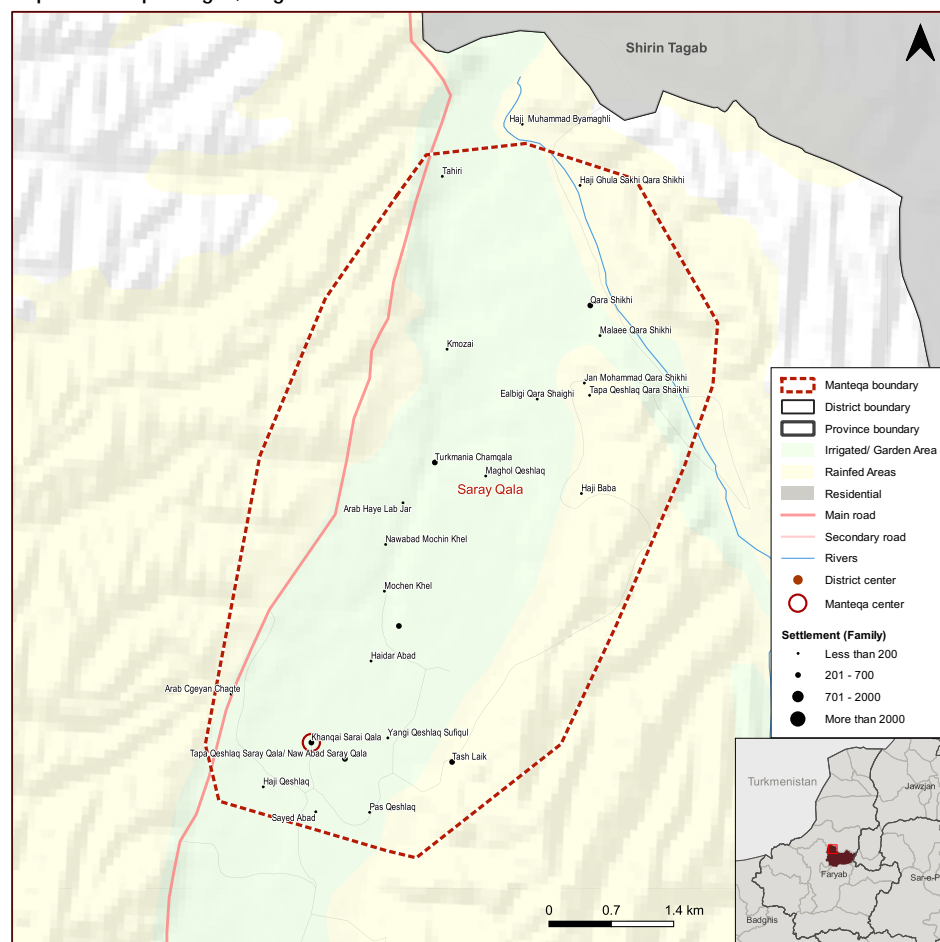 Shirin Tagab
Haji Muhammad Byamaghli
Tahiri
Haji Ghula Sakhi Qara Shikhi
Qara Shikhi
Malaee Qara Shikhi
Kmozai
Jan Mohammad Qara Shikhi
Tapa Qeshlaq Qara Shaikhi
Ealbigi Qara Shaighi
Turkmania Chamqala
Maghol Qeshlaq
Saray Qala
Haji Baba
Arab Haye Lab Jar
Nawabad Mochin Khel
Mochen Khel
Haidar Abad
Arab Cgeyan Chaqte
Khanqai Sarai Qala
Yangi Qeshlaq Sufiqul
Tapa Qeshlaq Saray Qala/ Naw Abad Saray Qala
Tash Laik
Haji Qeshlaq
Sayed Abad
Pas Qeshlaq
Manteqa boundary
District boundary
Province boundary
Irrigated/ Garden Area
Rainfed Areas
Residential
Main road
Secondary road
Rivers
District center
Manteqa center
Settlement (Family)
Less than 200
201 - 700
701 - 2000
More than 2000
0 0.7 1.4 km
Turkmenistan
Jawzjan
Faryab
Badghis